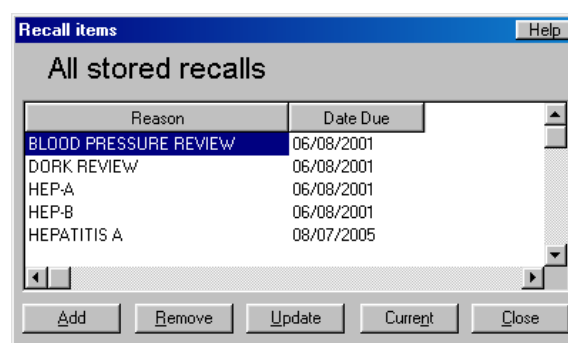 Recall items Help
All stored recalls
Reason Date Due
BLOOD PRESSURE REVIEW 06/08/2001
DORK REVIEW 06/08/2001
HEP-A 06/08/2001
HEP-B 06/08/2001
HEPATITIS A 08/07/2005
Add Remove Update Current Close